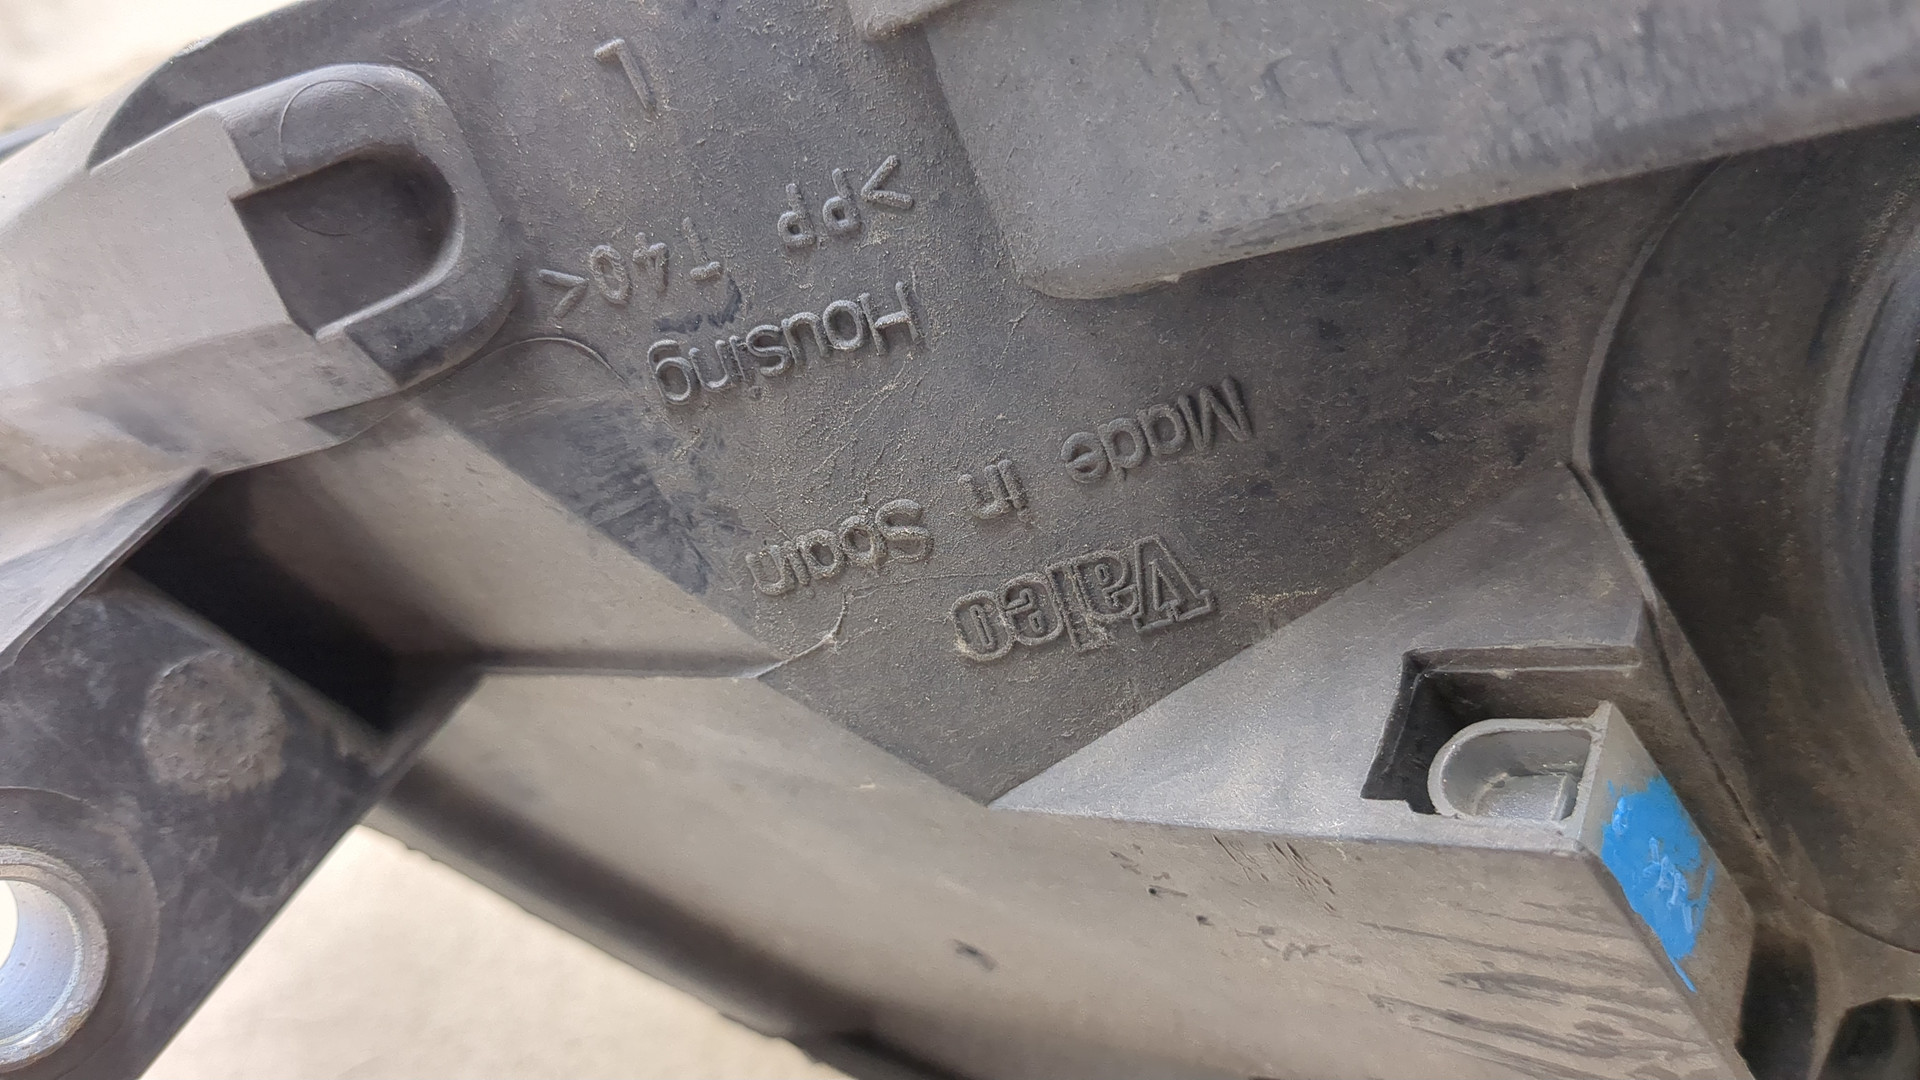 Valeo
Made in Spain
Housing
>PP T40<
L